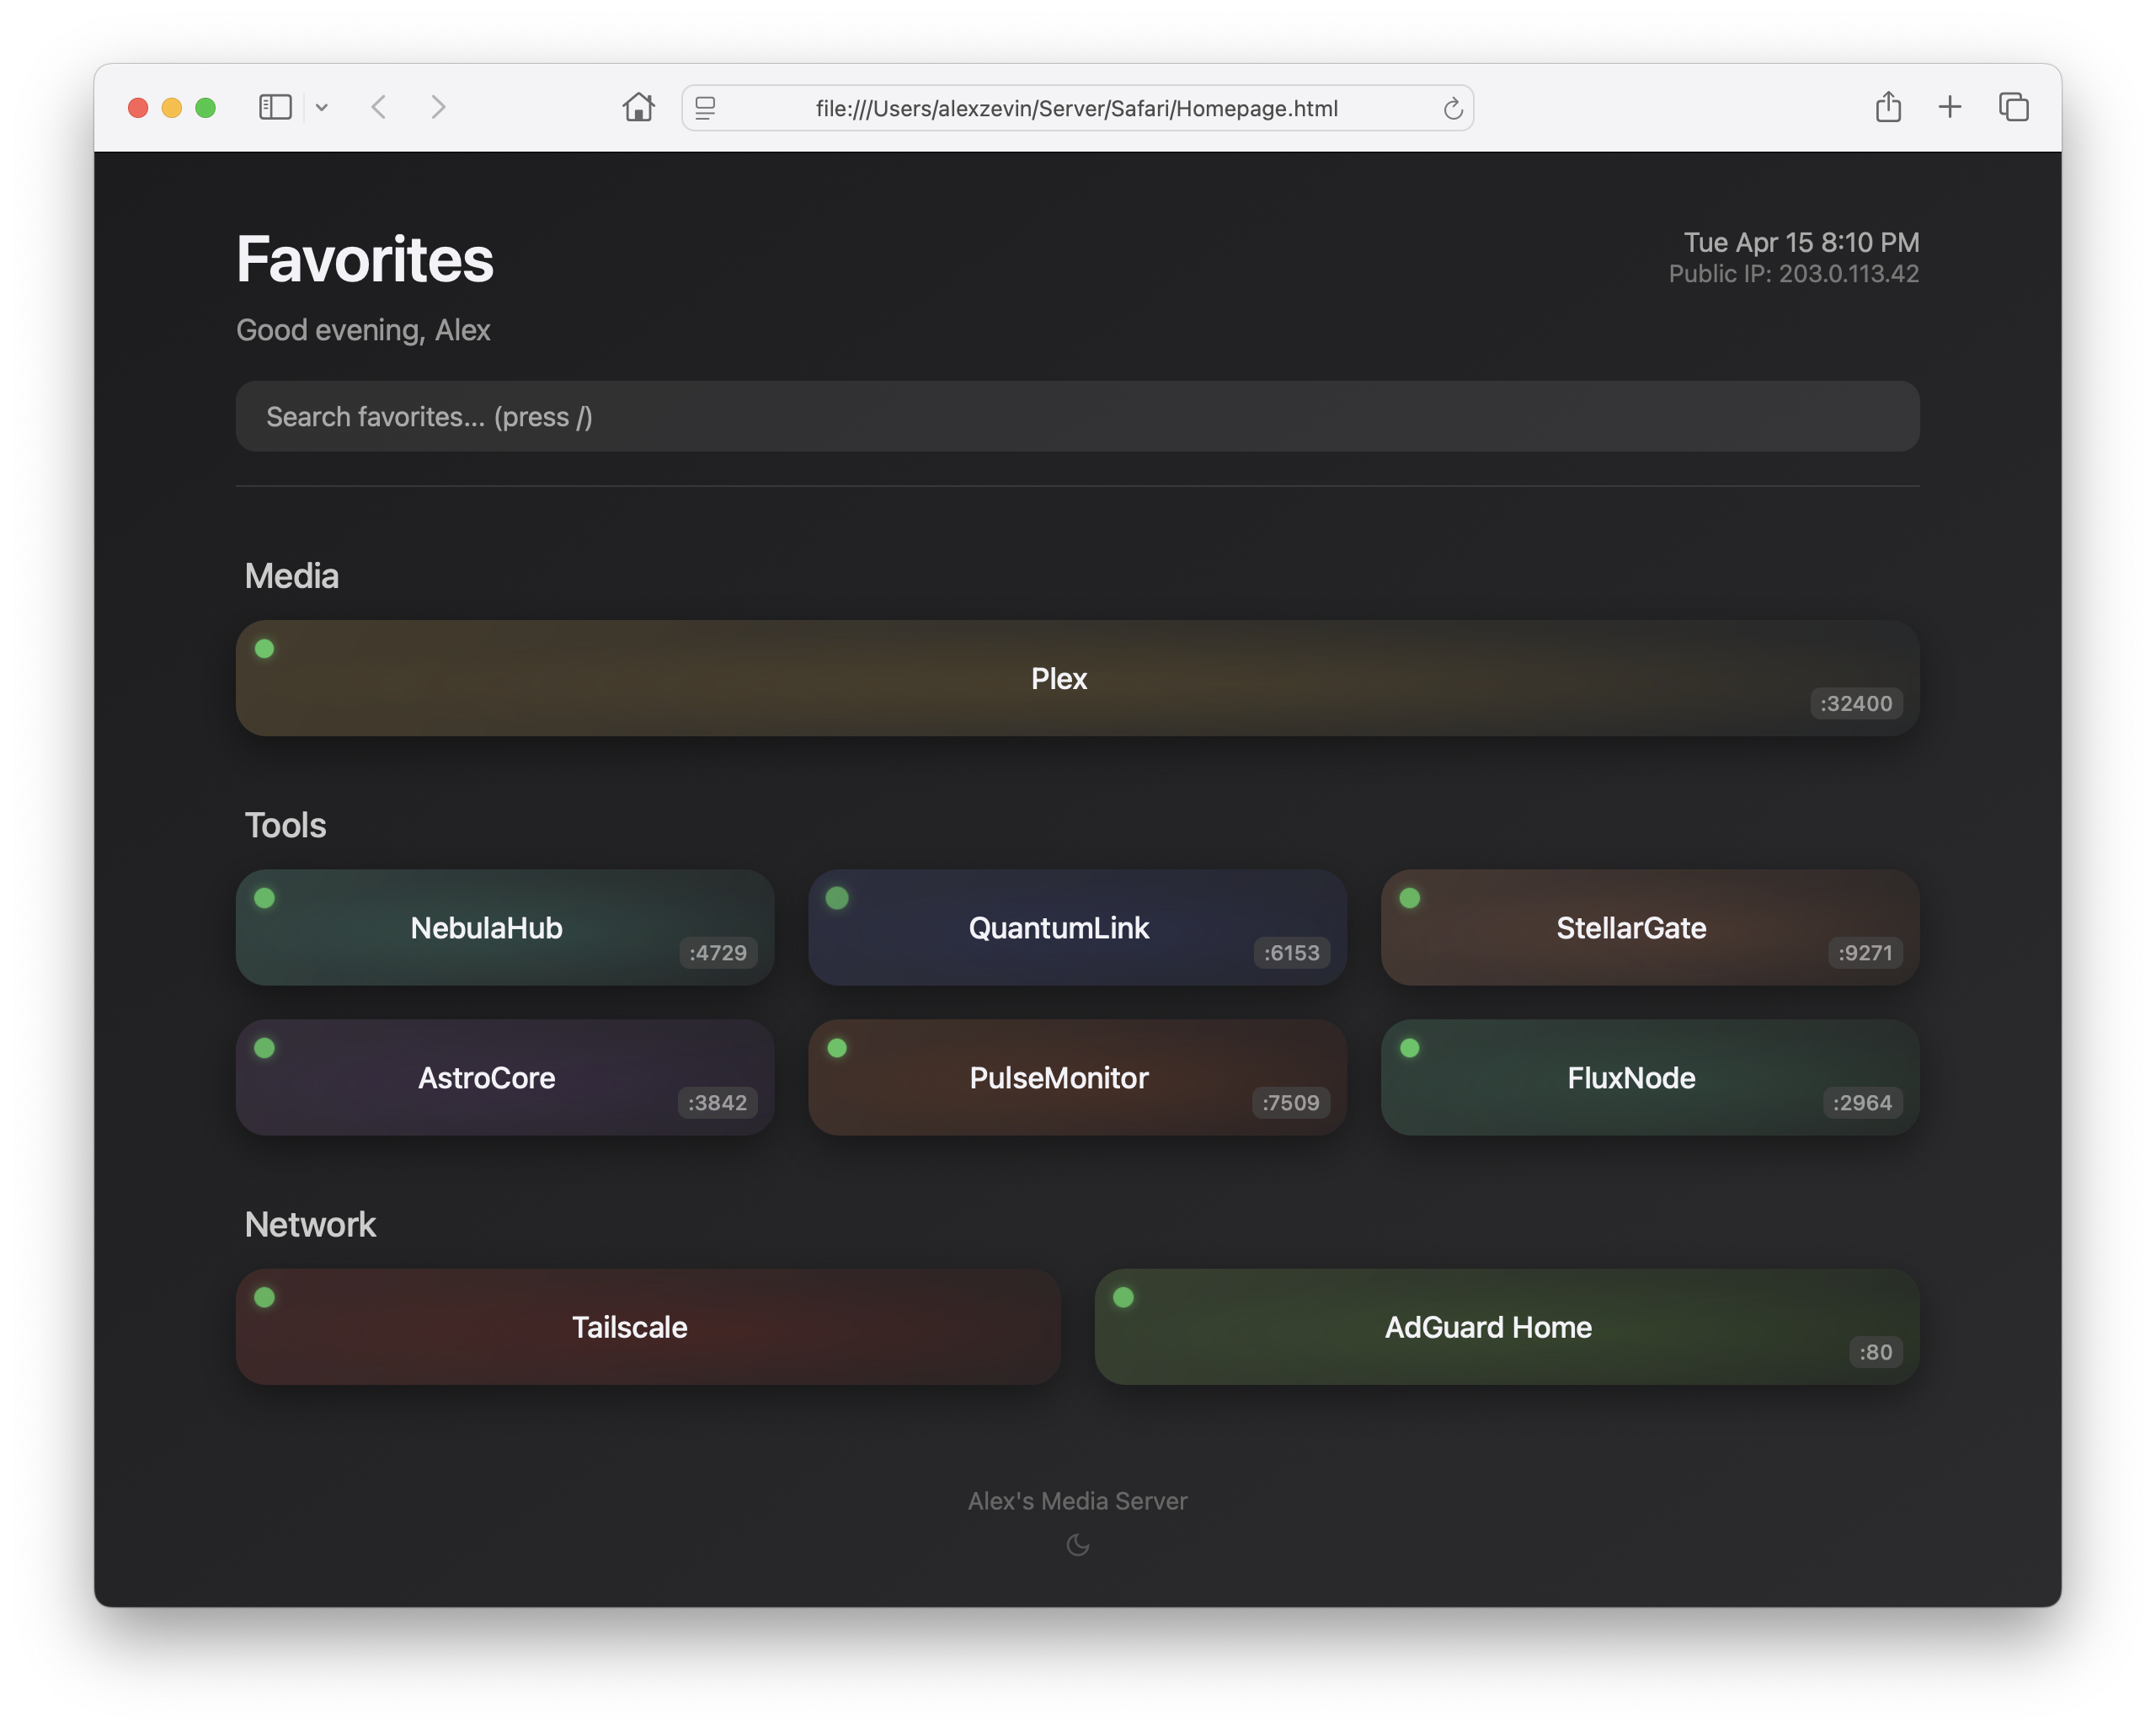 file:///Users/alexzevin/Server/Safari/Homepage.html
Favorites
Tue Apr 15 8:10 PM
Public IP: 203.0.113.42
Good evening, Alex
Search favorites... (press /)
Media
Plex
:32400
Tools
NebulaHub
:4729
QuantumLink
:6153
StellarGate
:9271
AstroCore
:3842
PulseMonitor
:7509
FluxNode
:2964
Network
Tailscale
AdGuard Home
:80
Alex's Media Server